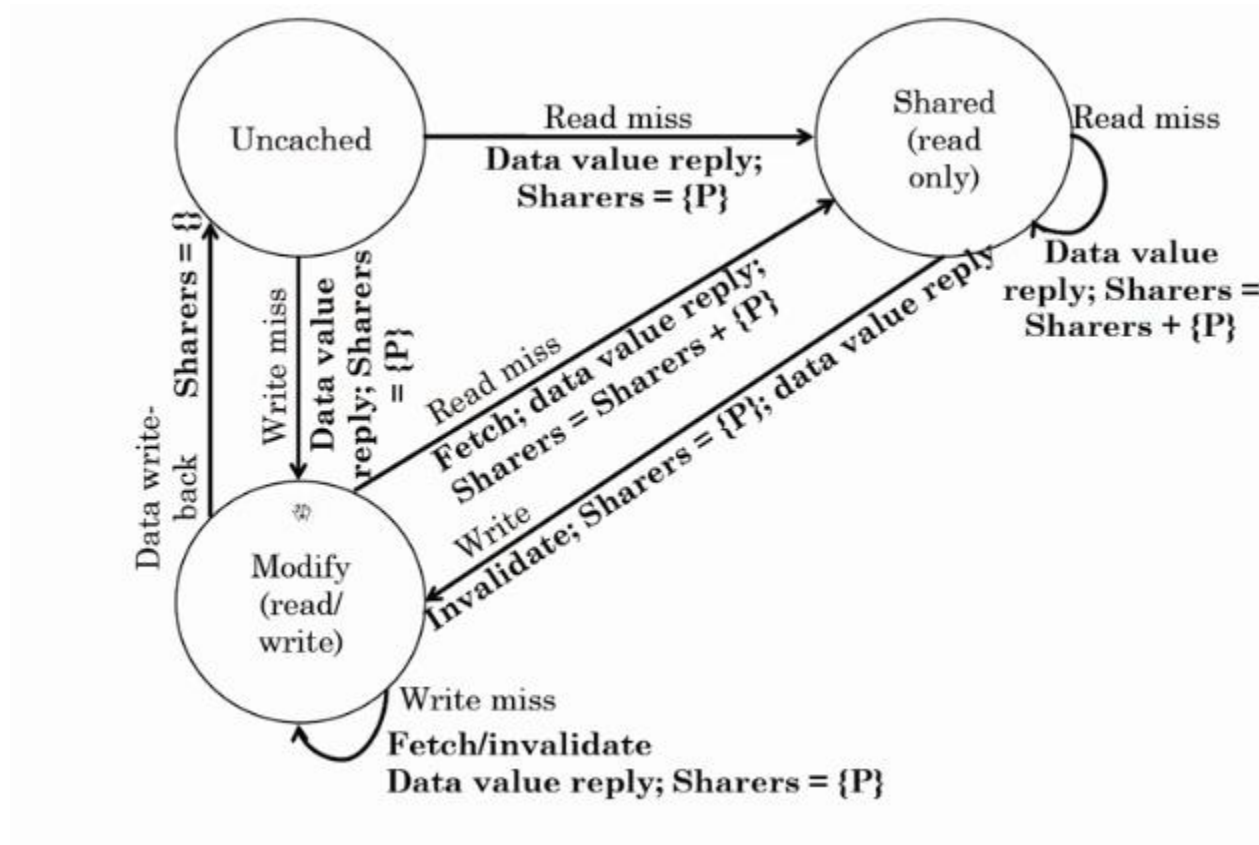 Uncached
Read miss
Data value reply;
Sharers = {P}
Shared
(read
only)
Read miss
Data value
reply; Sharers =
Sharers + {P}
Data write-
back
Sharers = {}
Write miss
Data value
reply; Sharers
= {P}
Read miss
Fetch; data value reply;
Sharers = Sharers + {P}
Write
Invalidate; Sharers = {P}; data value reply
Modify
(read/
write)
Write miss
Fetch/invalidate
Data value reply; Sharers = {P}